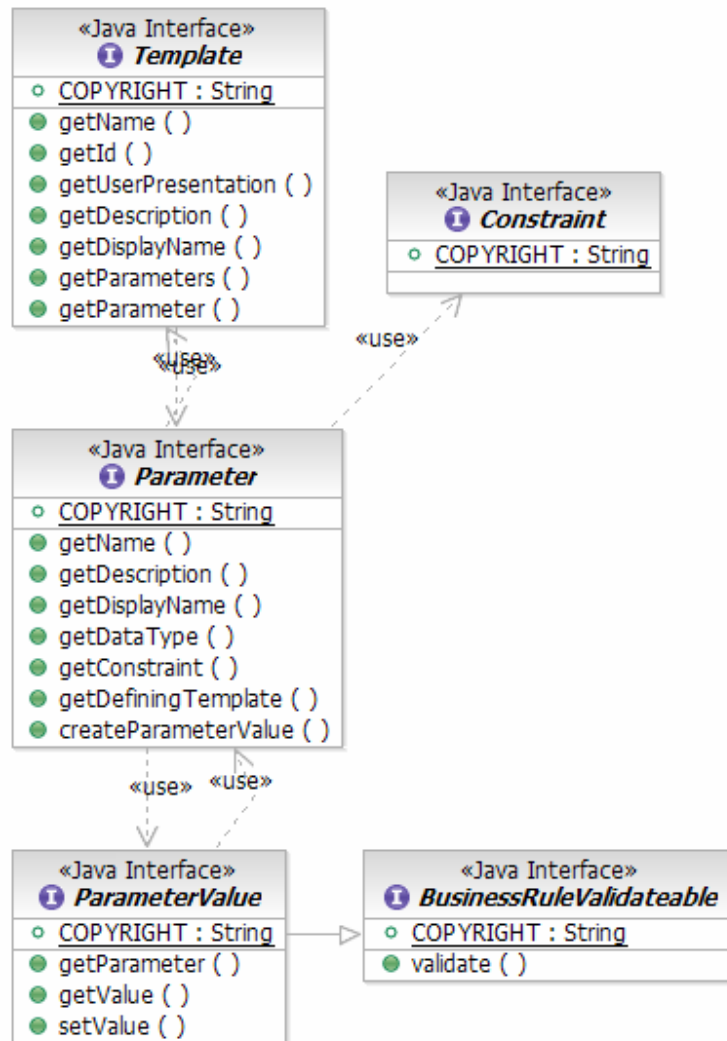 «Java Interface»
I Template
COPYRIGHT : String
getName ( )
getId ( )
getUserPresentation ( )
getDescription ( )
getDisplayName ( )
getParameters ( )
getParameter ( )
«Java Interface»
I Constraint
COPYRIGHT : String
«use»
«use»
«use»
«Java Interface»
I Parameter
COPYRIGHT : String
getName ( )
getDescription ( )
getDisplayName ( )
getDataType ( )
getConstraint ( )
getDefiningTemplate ( )
createParameterValue ( )
«use»
«use»
«Java Interface»
I ParameterValue
COPYRIGHT : String
getParameter ( )
getValue ( )
setValue ( )
«Java Interface»
I BusinessRuleValidateable
COPYRIGHT : String
validate ( )